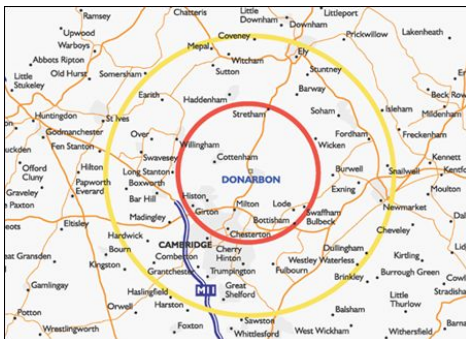 Ramsey
Chatteris
Little
Downham
Downham
Littleport
Upwood
Warboys
Mepal
Coveney
Ely
Prickwillow
Lakenheath
Abbots Ripton
Old Hurst
Somersham
Witcham
Sutton
Stuntney
Little
Stukeley
Earith
Haddenham
Barway
Beck Row
Isleham
Mildenhall
Huntingdon
St Ives
Stretham
Soham
Godmanchester
Over
Fordham
Freckenham
Fen Stanton
Willingham
Wicken
Swavesey
Cottenham
Offord
Cluny
Hilton
Long Stanton
Burwell
Snailwell
Kennett
Kentford
Papworth
Everard
Boxworth
DONARBON
Exning
Moulton
Graveley
Bar Hill
Histon
Girton
Milton
Lode
Newmarket
Madingley
Bottisham
Swaffham
Bulbeck
Eltisley
Chesterton
Cheveley
Hardwick
CAMBRIDGE
Cherry
Hinton
Dullingham
Bourn
Comberton
Westley Waterless
Kirtling
Great Gransden
Kingston
Grantchester
Trumpington
Fulbourn
Brinkley
Burrough Green
Gamlingay
Haslingfield
M11
Great
Shelford
Little
Thurlow
Orwell
Harston
Balsham
Potton
Wrestlingworth
Foxton
Sawston
Whittlesford
West Wickham
Withersfield